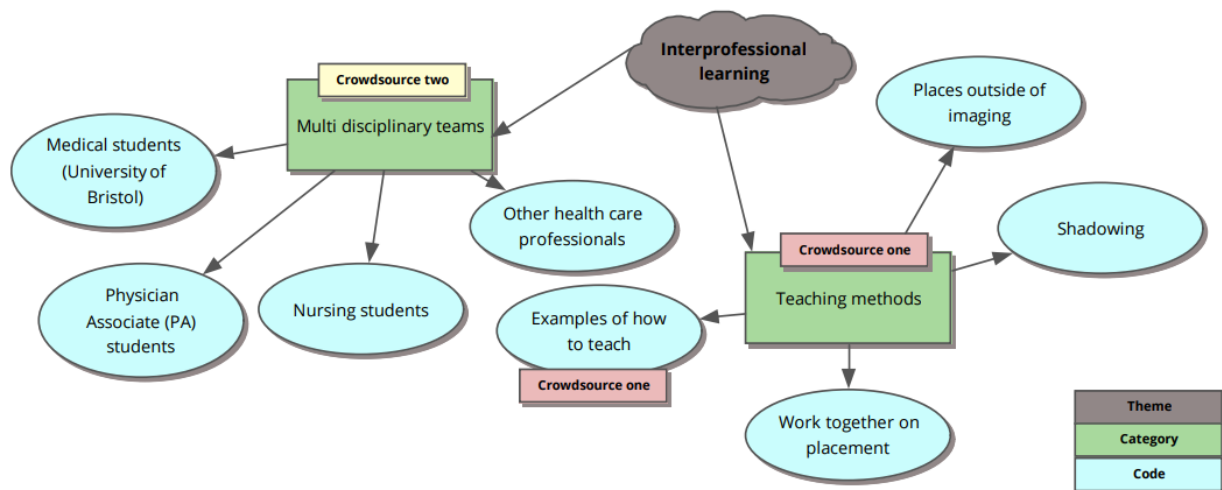 Interprofessional
learning
Crowdsource two
Multi disciplinary teams
Medical students
(University of
Bristol)
Physician
Associate (PA)
students
Nursing students
Other health care
professionals
Places outside of
imaging
Shadowing
Crowdsource one
Teaching methods
Examples of how
to teach
Crowdsource one
Work together on
placement
Theme
Category
Code